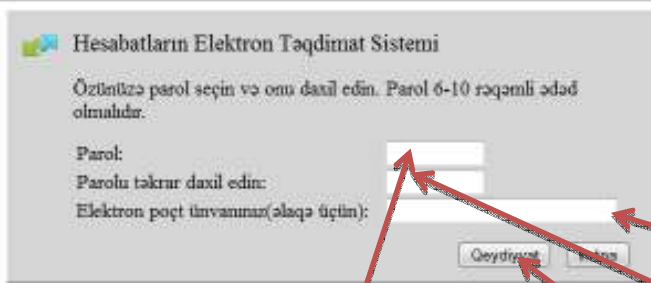 Hesabatların Elektron Təqdimat Sistemi
Özünüzə parol seçin və onu daxil edin. Parol 6-10 rəqəmli ədəd
olmalıdır.
Parol:
Parolu təkrar daxil edin:
Elektron poçt ünvanınız(əlaqə üçün):
Qeydiyyat